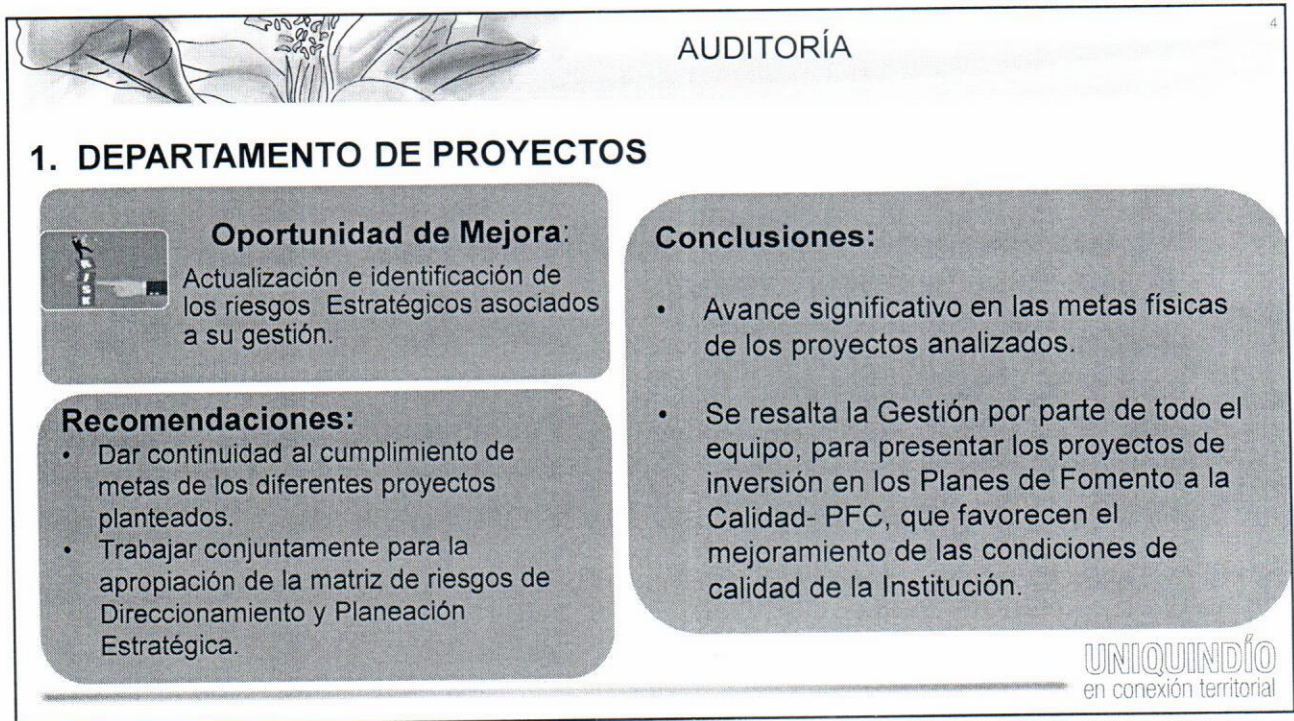 4
AUDITORÍA
1. DEPARTAMENTO DE PROYECTOS
Oportunidad de Mejora:
Actualización e identificación de
los riesgos Estratégicos asociados
a su gestión.
RISK
Recomendaciones:
• Dar continuidad al cumplimiento de
metas de los diferentes proyectos
planteados.
• Trabajar conjuntamente para la
apropiación de la matriz de riesgos de
Direccionamiento y Planeación
Estratégica.
Conclusiones:
• Avance significativo en las metas físicas
de los proyectos analizados.
• Se resalta la Gestión por parte de todo el
equipo, para presentar los proyectos de
inversión en los Planes de Fomento a la
Calidad- PFC, que favorecen el
mejoramiento de las condiciones de
calidad de la Institución.
UNIQUINDÍO
en conexión territorial